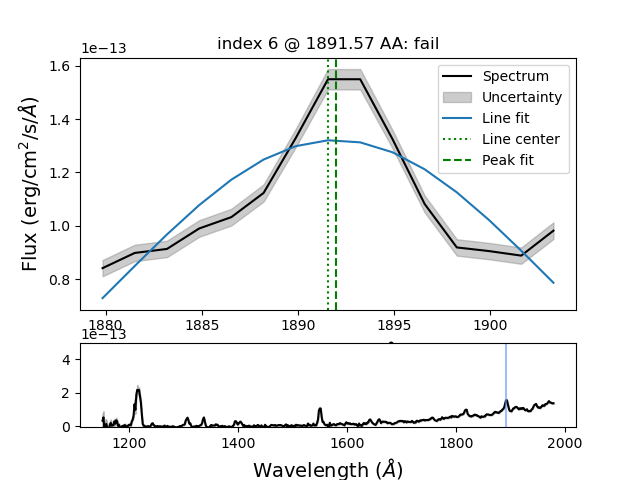 index 6 @ 1891.57 AA: fail
1e−13
1.6
1.4
1.2
1.0
0.8
Flux (erg/cm²/s/Å)
Spectrum
Uncertainty
Line fit
Line center
Peak fit
1880 1885 1890 1895 1900
1e−13
4
2
0
1200 1400 1600 1800 2000
Wavelength (Å)